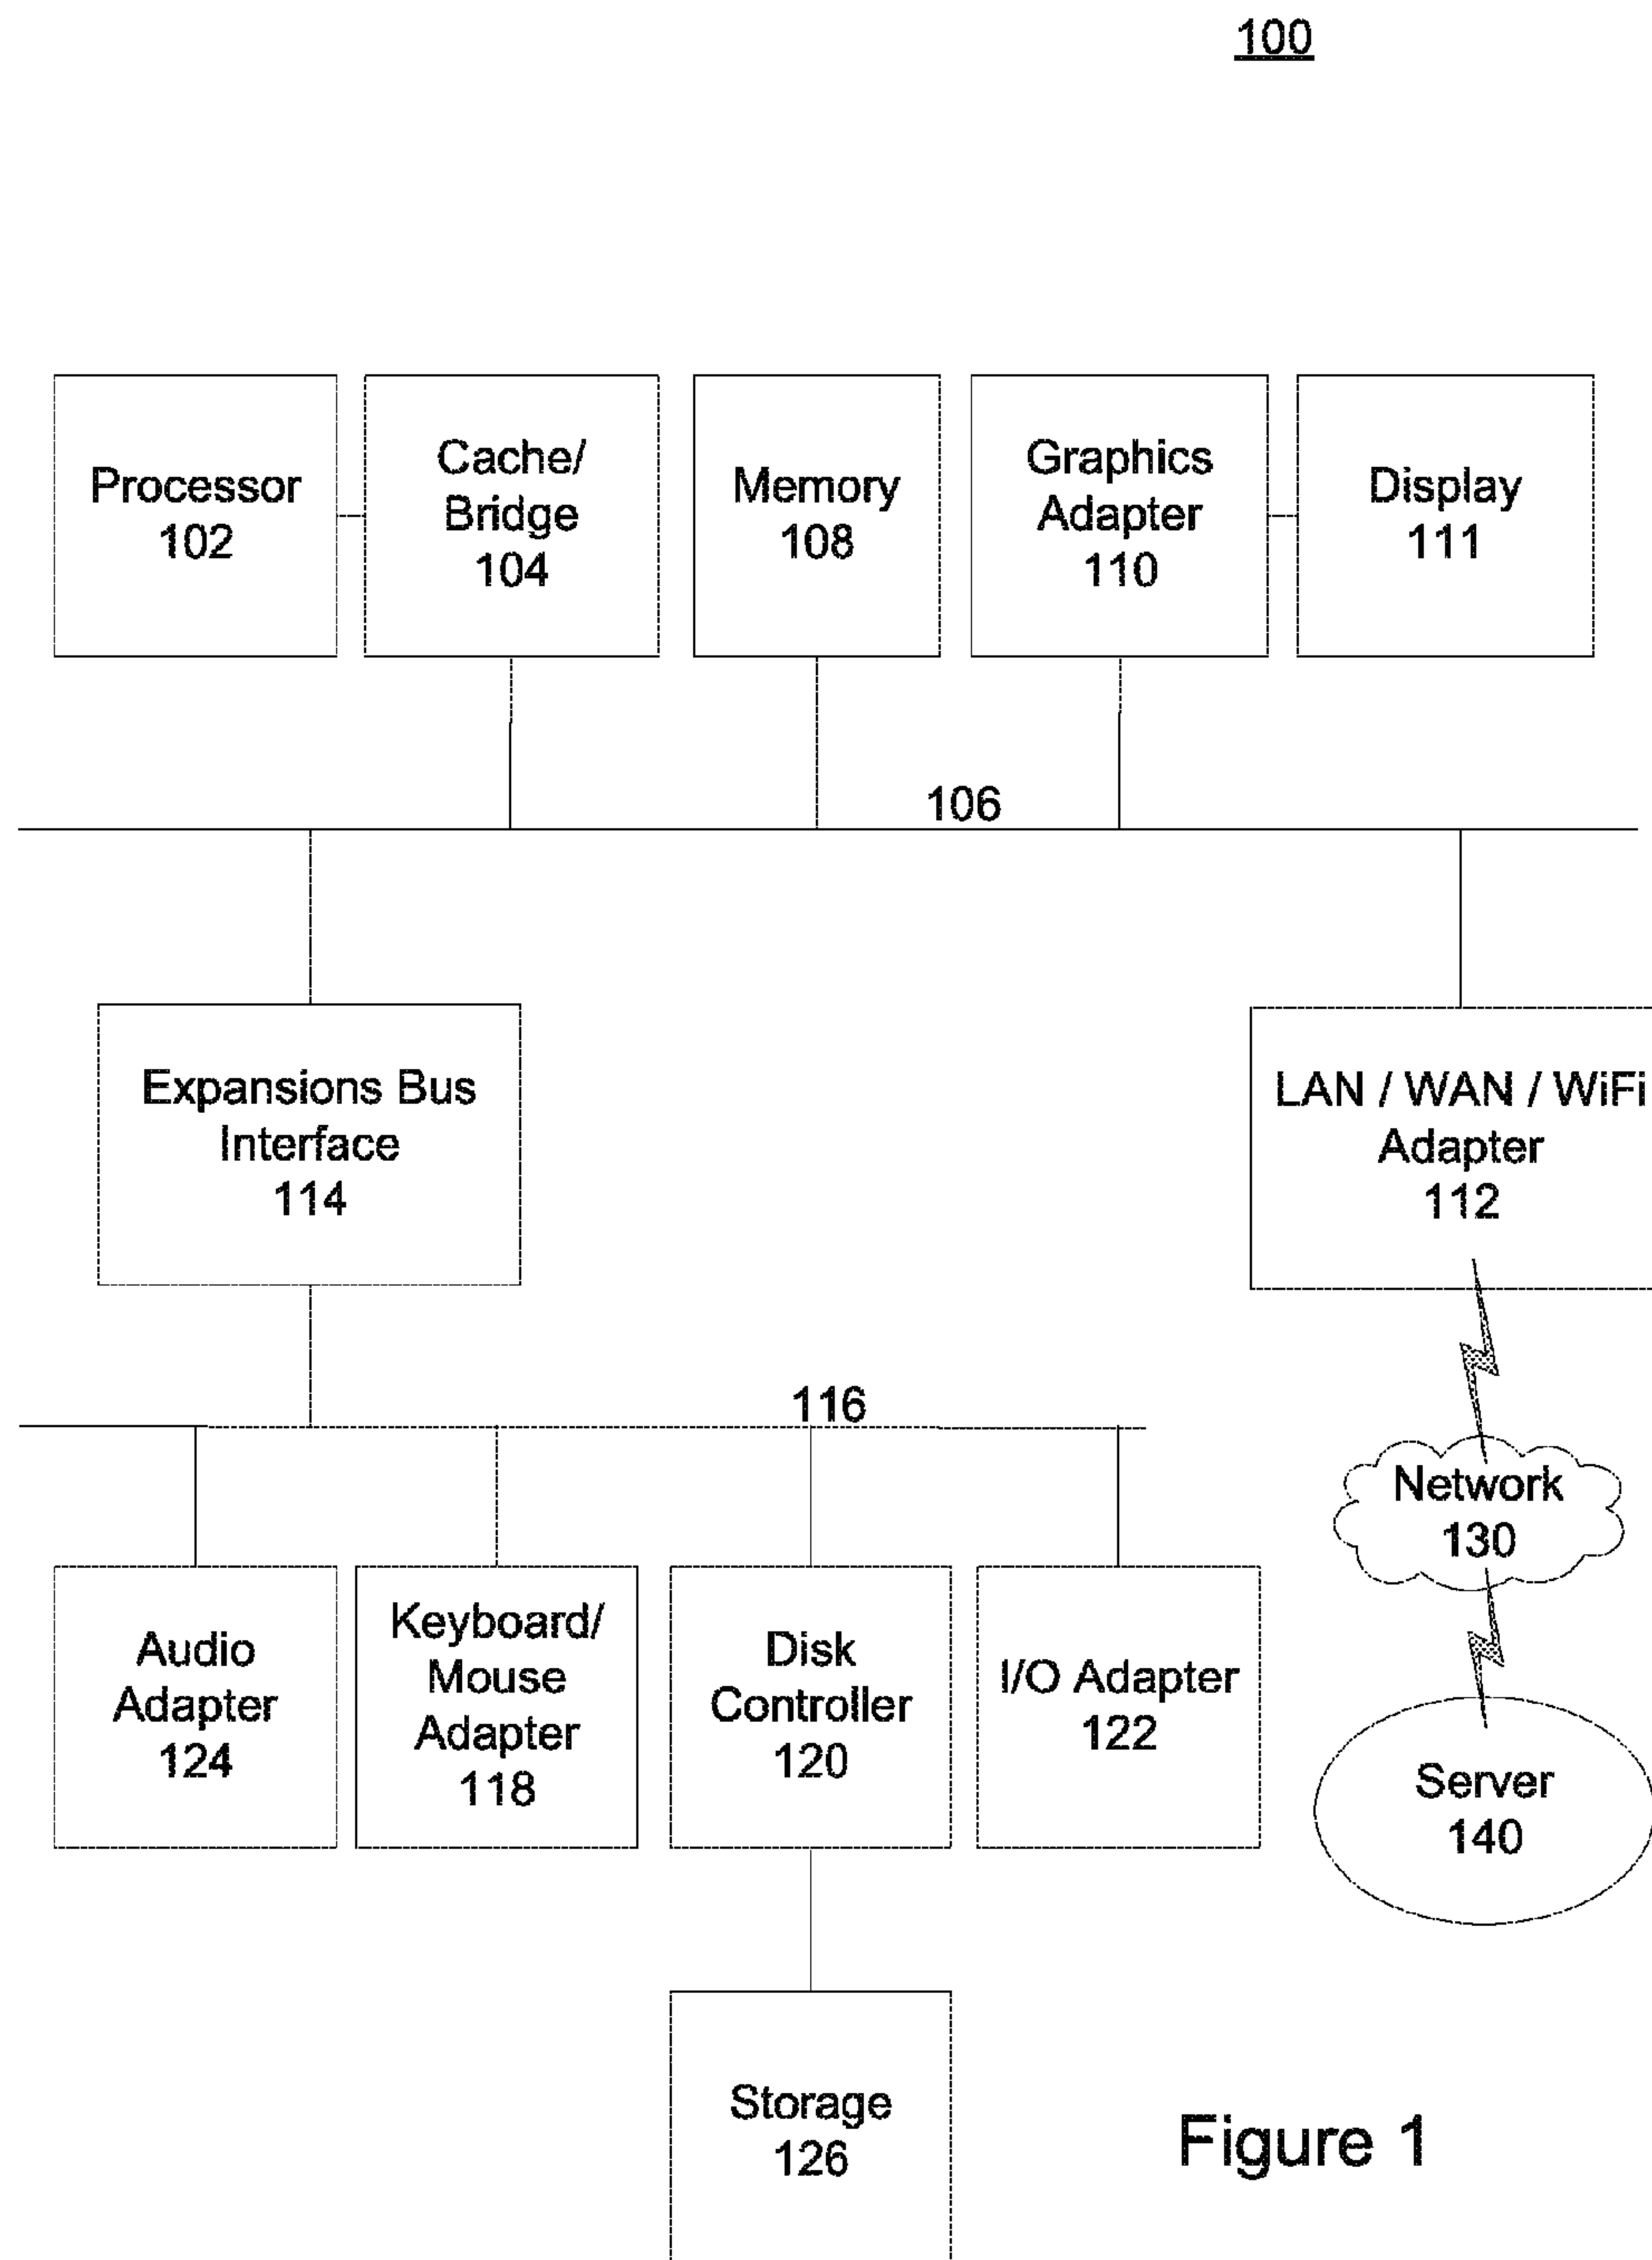 100
Processor
102
Cache/
Bridge
104
Memory
108
Graphics
Adapter
110
Display
111
106
Expansions Bus
Interface
114
LAN / WAN / WiFi
Adapter
112
116
Network
130
Audio
Adapter
124
Keyboard/
Mouse
Adapter
118
Disk
Controller
120
I/O Adapter
122
Server
140
Storage
126
Figure 1